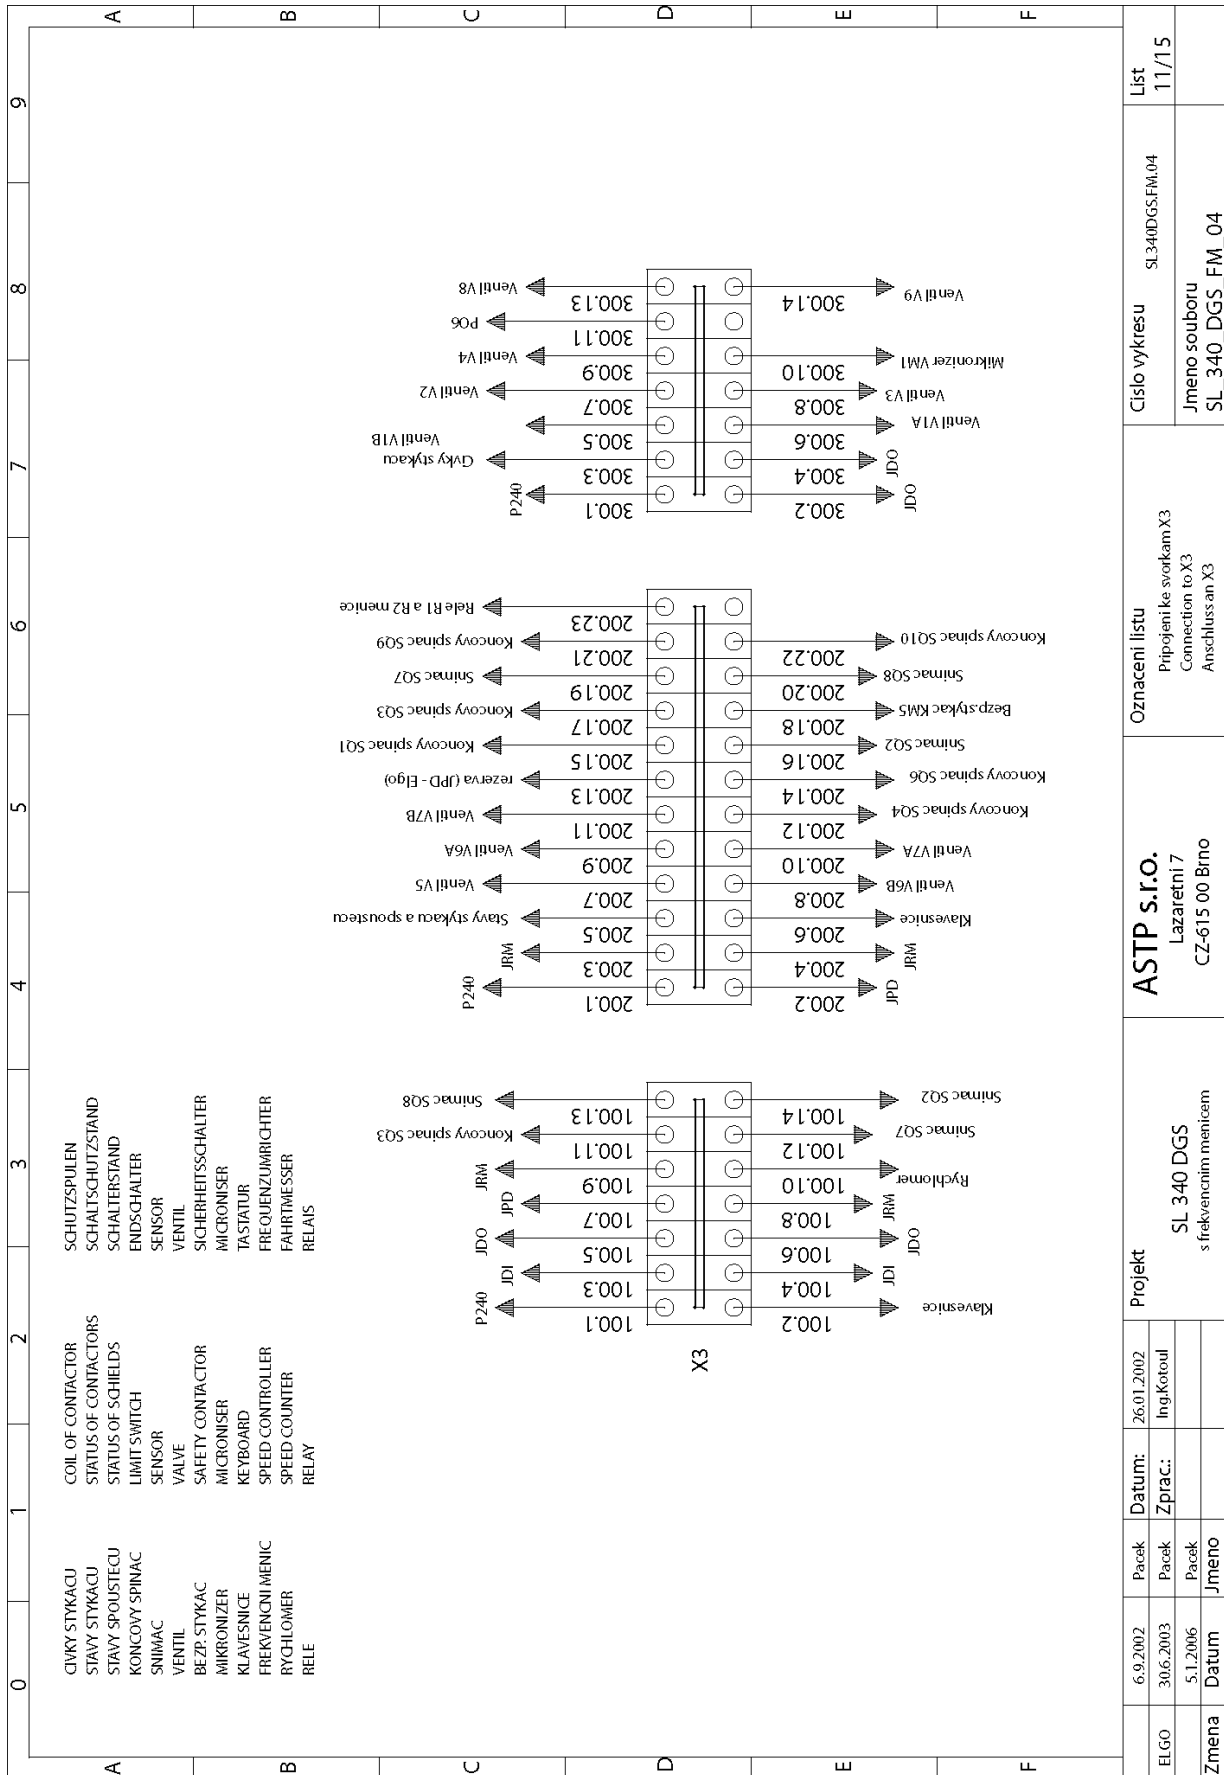 0 1 2 3 4 5 6 7 8 9
A
B
C
D
E
F
A
B
C
D
E
F
CIVKY STYKACU
STAVY STYKACU
STAVY SPOUSTECU
KONCOVY SPINAC
SNIMAC
VENTIL
BEZP. STYKAC
MIKRONIZER
KLAVESNICE
FREKVENCNI MENIC
RYCHLOMER
RELE
COIL OF CONTACTOR
STATUS OF CONTACTORS
STATUS OF SCHIELDS
LIMIT SWITCH
SENSOR
VALVE
SAFETY CONTACTOR
MICRONISER
KEYBOARD
SPEED CONTROLLER
SPEED COUNTER
RELAY
SCHUTZSPULEN
SCHALTSCHUTZSTAND
SCHALTERSTAND
ENDSCHALTER
SENSOR
VENTIL
SICHERHEITSSCHALTER
MICRONISER
TASTATUR
FREQUENZUMRICHTER
FAHRTMESSER
RELAIS
X3
P240
JDI
JDO
JPD
JRM
Koncovy spinac SQ3
Snimac SQ8
100.1
100.3
100.5
100.7
100.9
100.11
100.13
100.2
100.4
100.6
100.8
100.10
100.12
100.14
Klavesnice
JDI
JDO
JRM
Rychlomer
Snimac SQ7
Snimac SQ2
P240
JRM
Stavy stykacu a spoustecu
Ventil V5
Ventil V6A
Ventil V7B
rezerva (JPD - Elgo)
Koncovy spinac SQ1
Koncovy spinac SQ3
Snimac SQ7
Koncovy spinac SQ9
Rele R1 a R2 menice
200.1
200.3
200.5
200.7
200.9
200.11
200.13
200.15
200.17
200.19
200.21
200.23
200.2
200.4
200.6
200.8
200.10
200.12
200.14
200.16
200.18
200.20
200.22
JPD
JRM
Klavesnice
Ventil V6B
Ventil V7A
Koncovy spinac SQ4
Koncovy spinac SQ6
Snimac SQ2
Bezp.stykac KM5
Snimac SQ8
Koncovy spinac SQ10
P240
Civky stykacu
Ventil V1B
Ventil V2
Ventil V4
PO6
Ventil V8
300.1
300.3
300.5
300.7
300.9
300.11
300.13
300.2
300.4
300.6
300.8
300.10
300.14
JDO
JDO
Ventil V1A
Ventil V3
Mikronizer VM1
Ventil V9
6.9.2002 Pacek Datum: 26.01.2002
ELGO 30.6.2003 Pacek Zprac.: Ing.Kotoul
5.1.2006 Pacek
Zmena Datum Jmeno
Projekt
SL 340 DGS
s frekvencnim menicem
ASTP s.r.o.
Lazaretní 7
CZ-615 00 Brno
Oznaceni listu
Pripojeni ke svorkam X3
Connection to X3
Anschluss an X3
Cislo vykresu
SL340DGS.FM.04
Jmeno souboru
SL_340_DGS_FM_04
List
11/15